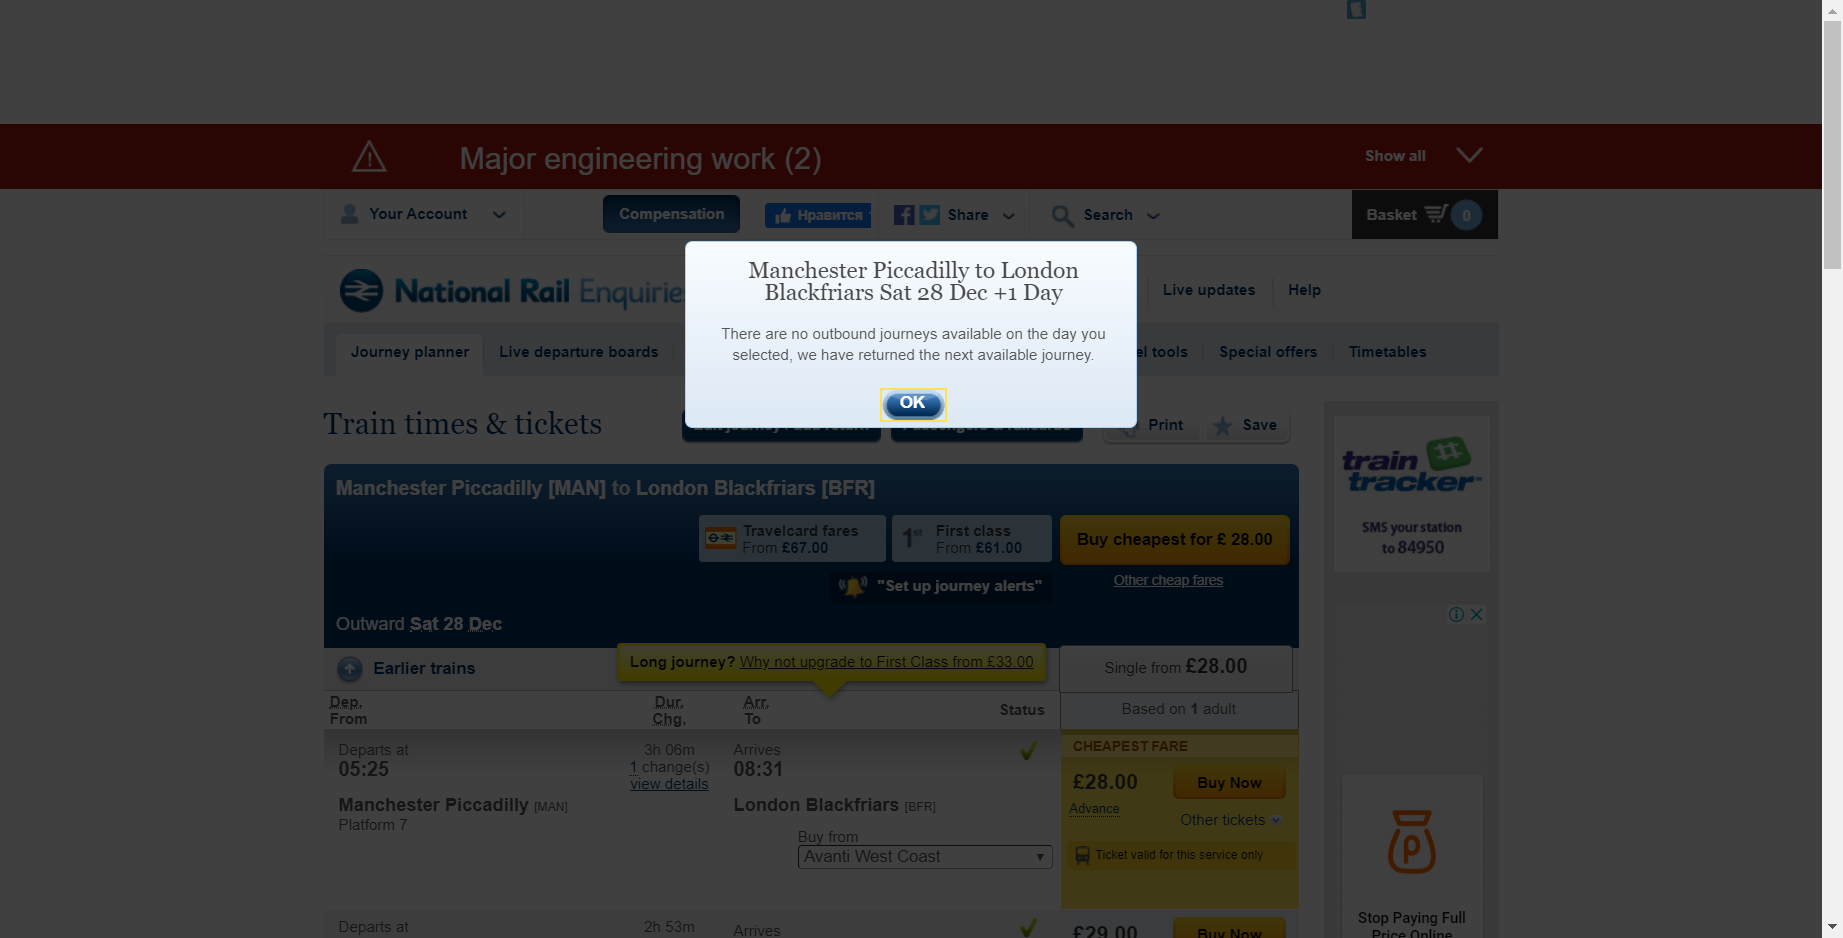 Major engineering work (2)
Show all
Your Account
Compensation
Нравится
Share
Search
Basket
0
National Rail Enquirie
Live updates
Help
Journey planner
Live departure boards
el tools
Special offers
Timetables
Manchester Piccadilly to London
Blackfriars Sat 28 Dec +1 Day
There are no outbound journeys available on the day you
selected, we have returned the next available journey.
OK
Train times & tickets
Print
Save
Manchester Piccadilly [MAN] to London Blackfriars [BFR]
Travelcard fares
From £67.00
1st
First class
From £61.00
Buy cheapest for £ 28.00
Other cheap fares
"Set up journey alerts"
Outward Sat 28 Dec
Earlier trains
Long journey? Why not upgrade to First Class from £33.00
Single from £28.00
Dep.
From
Dur.
Chg.
Arr.
To
Status
Based on 1 adult
Departs at
05:25
3h 06m
1 change(s)
view details
Arrives
08:31
CHEAPEST FARE
£28.00
Buy Now
Advance
Other tickets
Manchester Piccadilly [MAN]
Platform 7
London Blackfriars [BFR]
Buy from
Avanti West Coast
Ticket valid for this service only
Departs at
2h 53m
Arrives
£29.00
Buy Now
train
tracker
SMS your station
to 84950
Stop Paying Full
Price Online